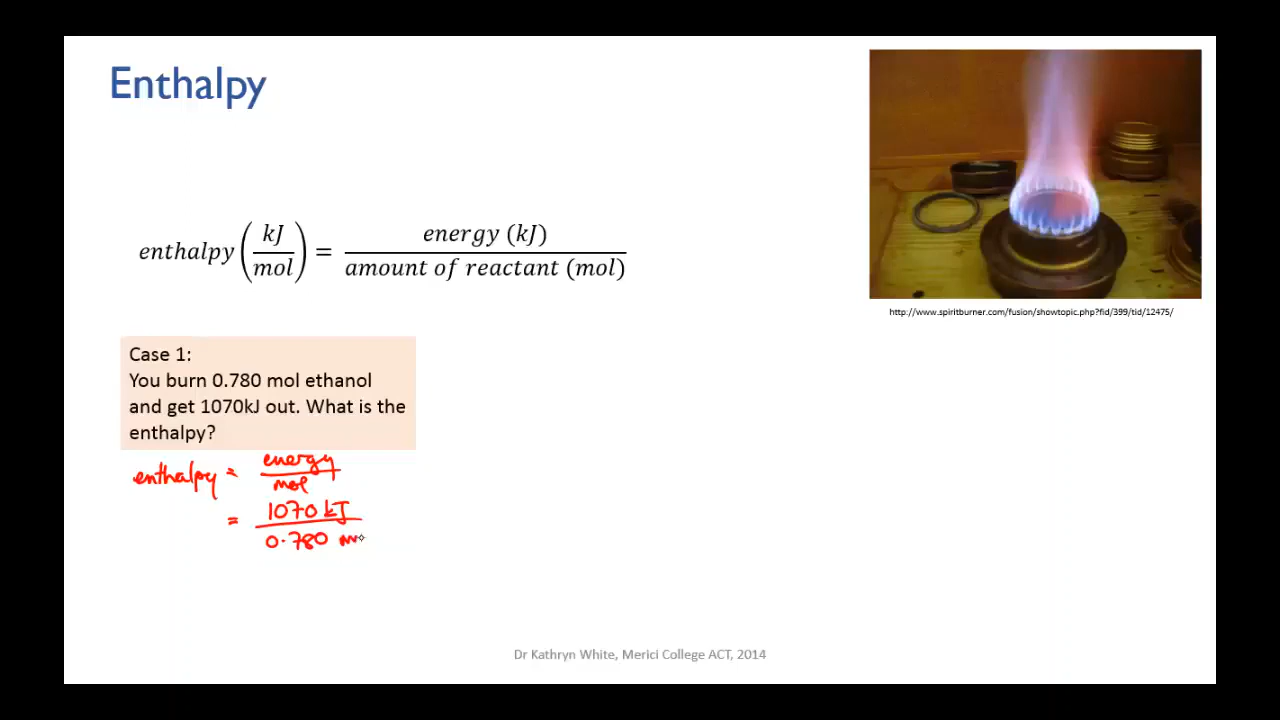 Enthalpy
enthalpy (kJ/mol) = energy (kJ)/amount of reactant (mol)
http://www.spiritburner.com/fusion/showtopic.php?fid/399/tid/12475/
Case 1:
You burn 0.780 mol ethanol
and get 1070kJ out. What is the
enthalpy?
enthalpy = energy/mol
= 1070 kJ/0.780 m
Dr Kathryn White, Merici College ACT, 2014